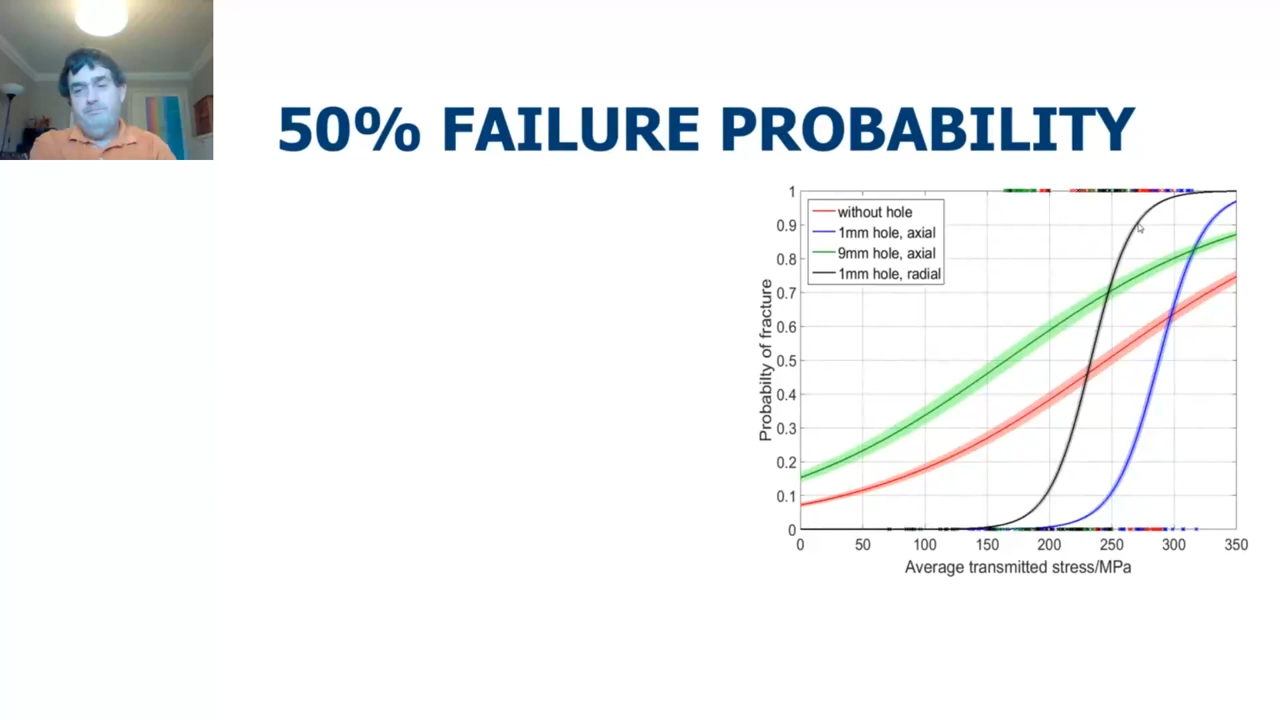 50% FAILURE PROBABILITY
1
0.9
0.8
0.7
0.6
0.5
0.4
0.3
0.2
0.1
0
Probabilty of fracture
without hole
1mm hole, axial
9mm hole, axial
1mm hole, radial
0 50 100 150 200 250 300 350
Average transmitted stress/MPa